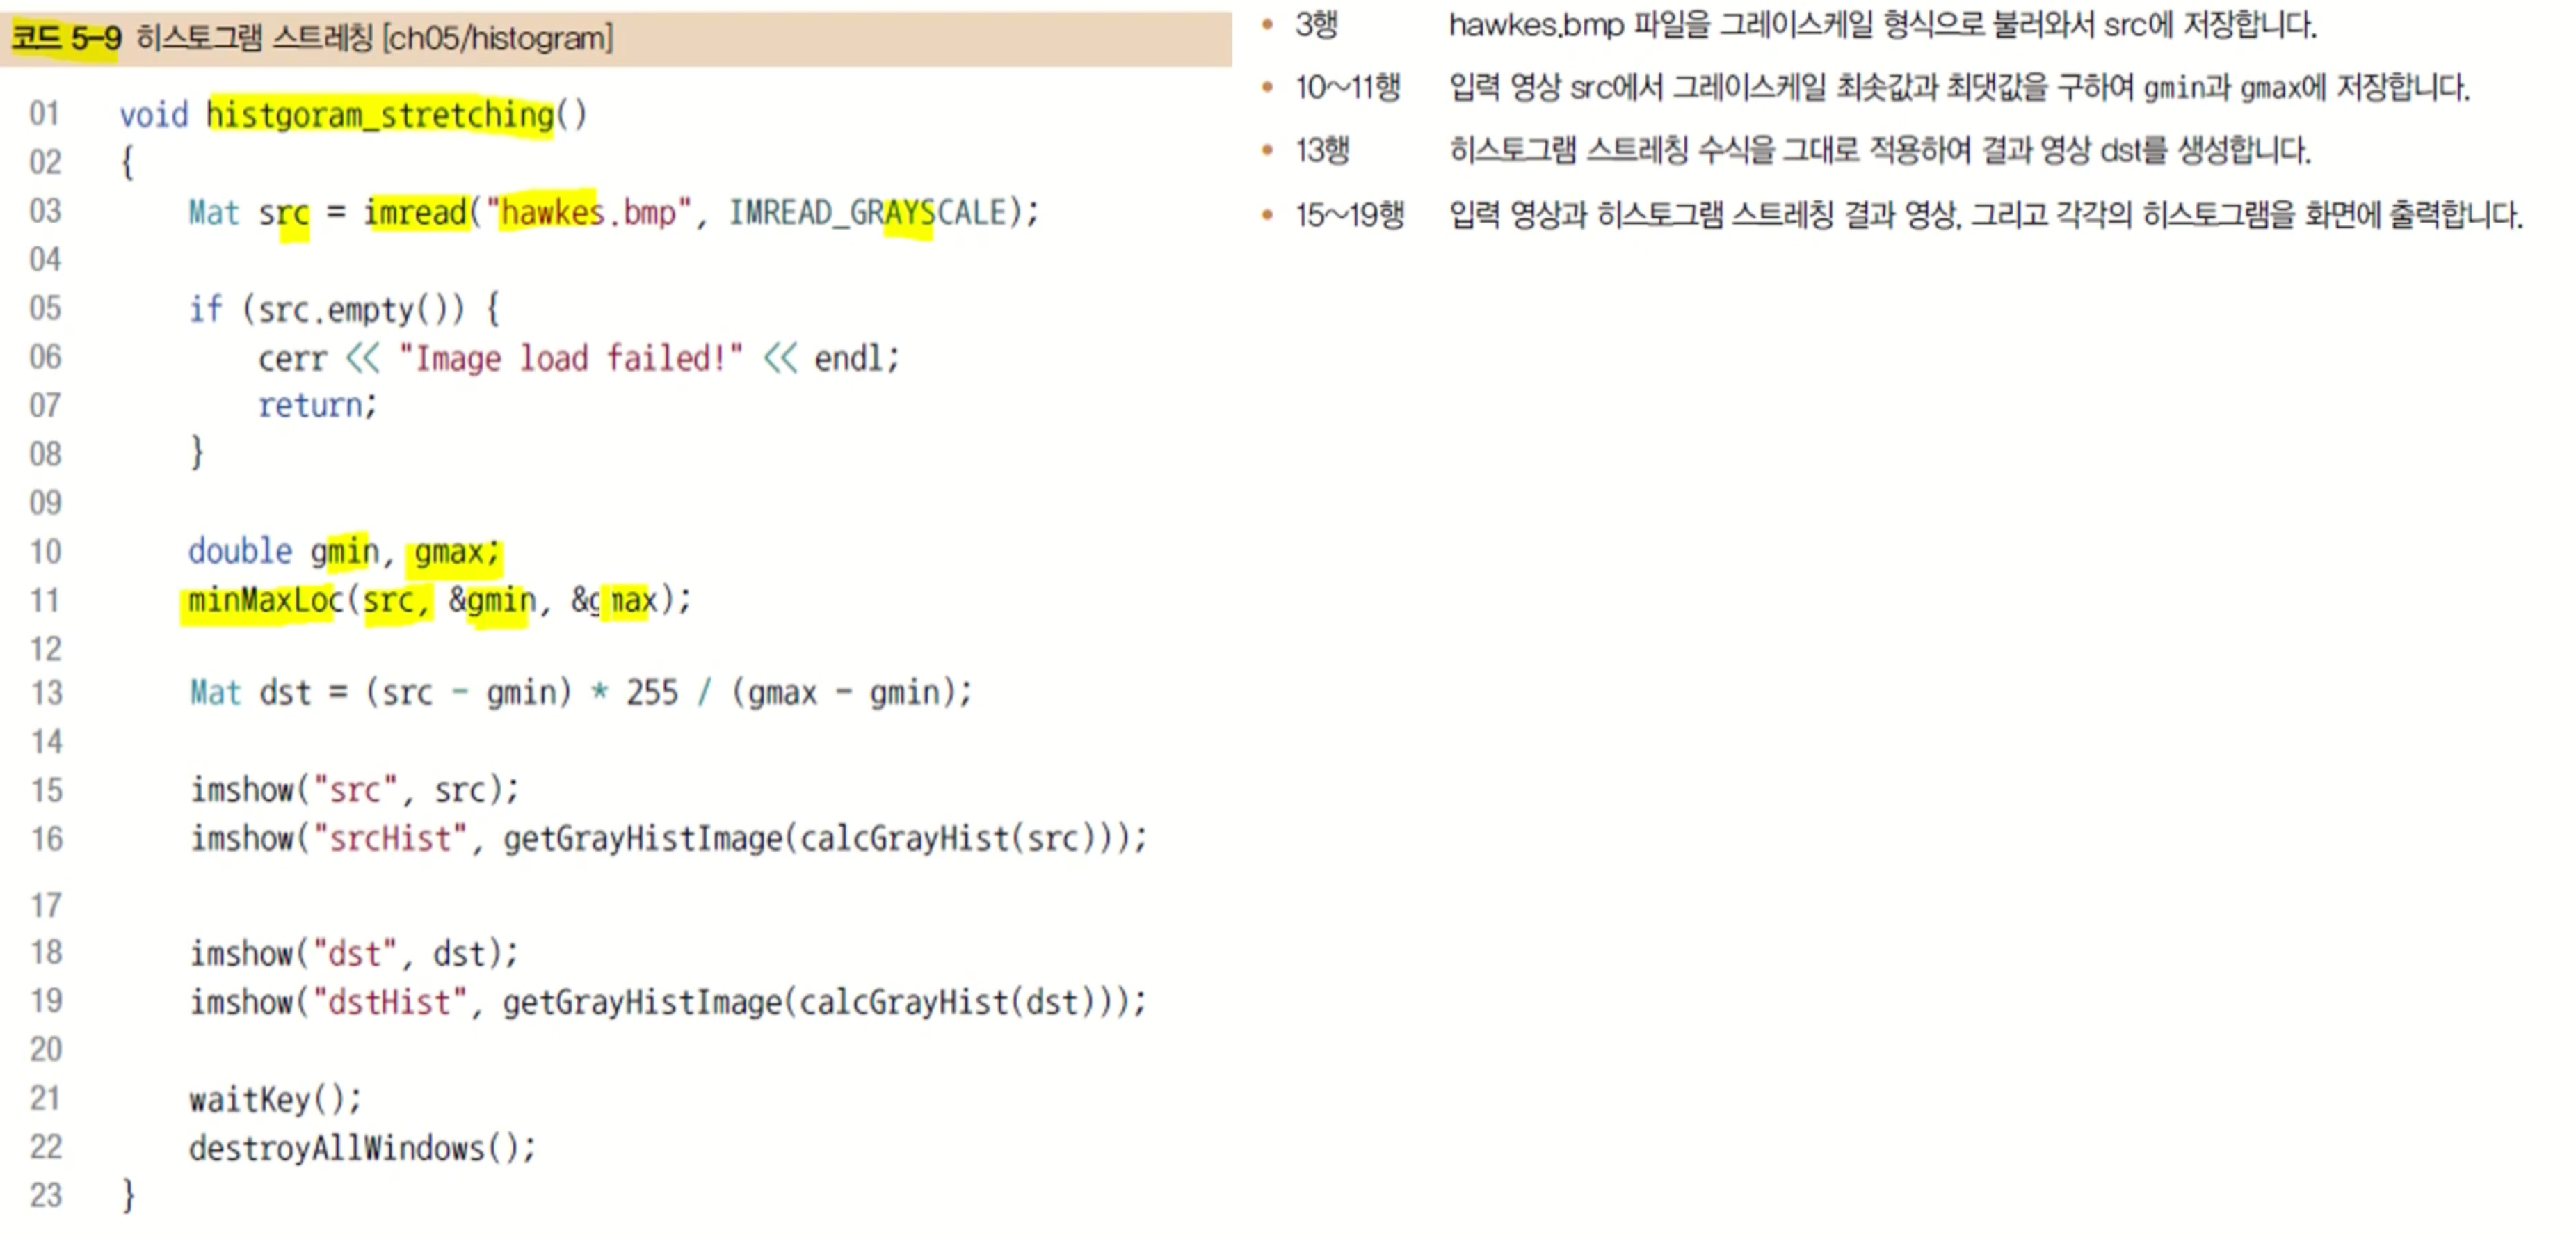 코드 5-9 히스토그램 스트레칭 [ch05/histogram]
01 void histgoram_stretching()
02 {
03 Mat src = imread("hawkes.bmp", IMREAD_GRAYSCALE);
04
05 if (src.empty()) {
06 cerr << "Image load failed!" << endl;
07 return;
08 }
09
10 double gmin, gmax;
11 minMaxLoc(src, &gmin, &gmax);
12
13 Mat dst = (src - gmin) * 255 / (gmax - gmin);
14
15 imshow("src", src);
16 imshow("srcHist", getGrayHistImage(calcGrayHist(src)));
17
18 imshow("dst", dst);
19 imshow("dstHist", getGrayHistImage(calcGrayHist(dst)));
20
21 waitKey();
22 destroyAllWindows();
23 }
• 3행 hawkes.bmp 파일을 그레이스케일 형식으로 불러와서 src에 저장합니다.
• 10~11행 입력 영상 src에서 그레이스케일 최솟값과 최댓값을 구하여 gmin과 gmax에 저장합니다.
• 13행 히스토그램 스트레칭 수식을 그대로 적용하여 결과 영상 dst를 생성합니다.
• 15~19행 입력 영상과 히스토그램 스트레칭 결과 영상, 그리고 각각의 히스토그램을 화면에 출력합니다.